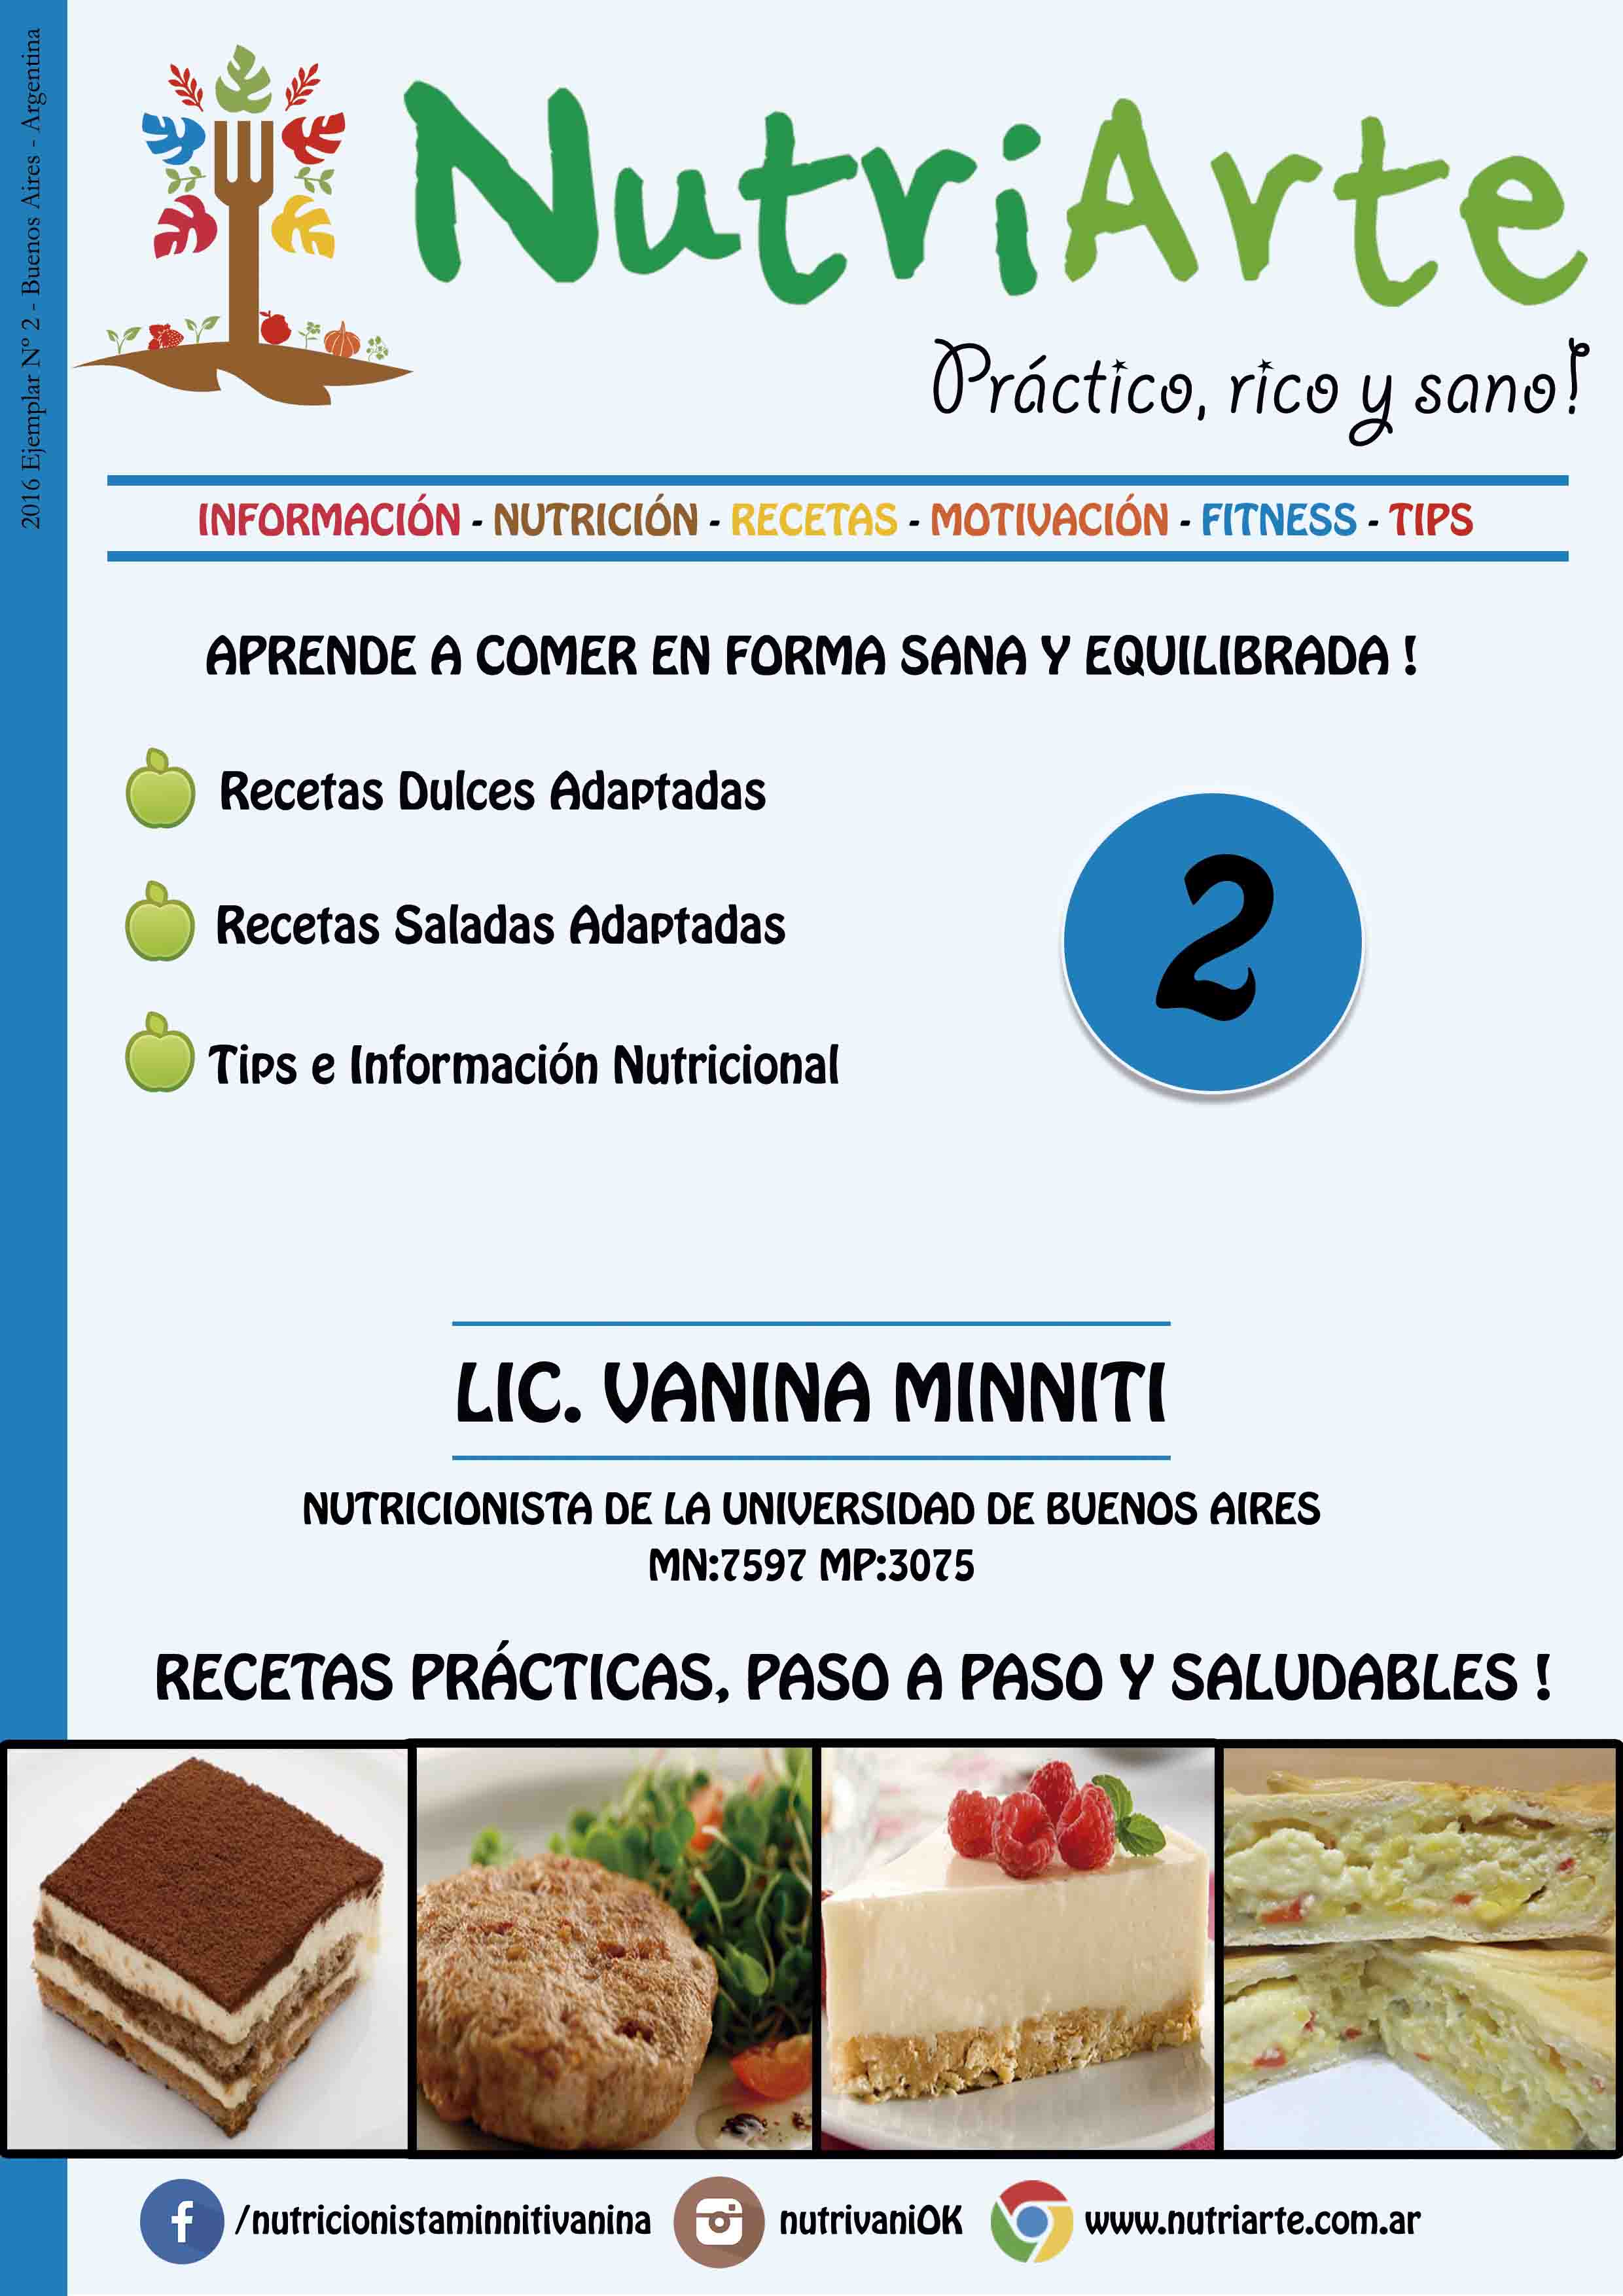 2016 Ejemplar Nº 2 - Buenos Aires - Argentina
NutriArte
Práctico, rico y sano!
INFORMACIÓN - NUTRICIÓN - RECETAS - MOTIVACIÓN - FITNESS - TIPS
APRENDE A COMER EN FORMA SANA Y EQUILIBRADA !
Recetas Dulces Adaptadas
Recetas Saladas Adaptadas
Tips e Información Nutricional
2
LIC. VANINA MINNITI
NUTRICIONISTA DE LA UNIVERSIDAD DE BUENOS AIRES
MN:7597 MP:3075
RECETAS PRÁCTICAS, PASO A PASO Y SALUDABLES !
/nutricionistaminnitivanina nutrivaniOK www.nutriarte.com.ar